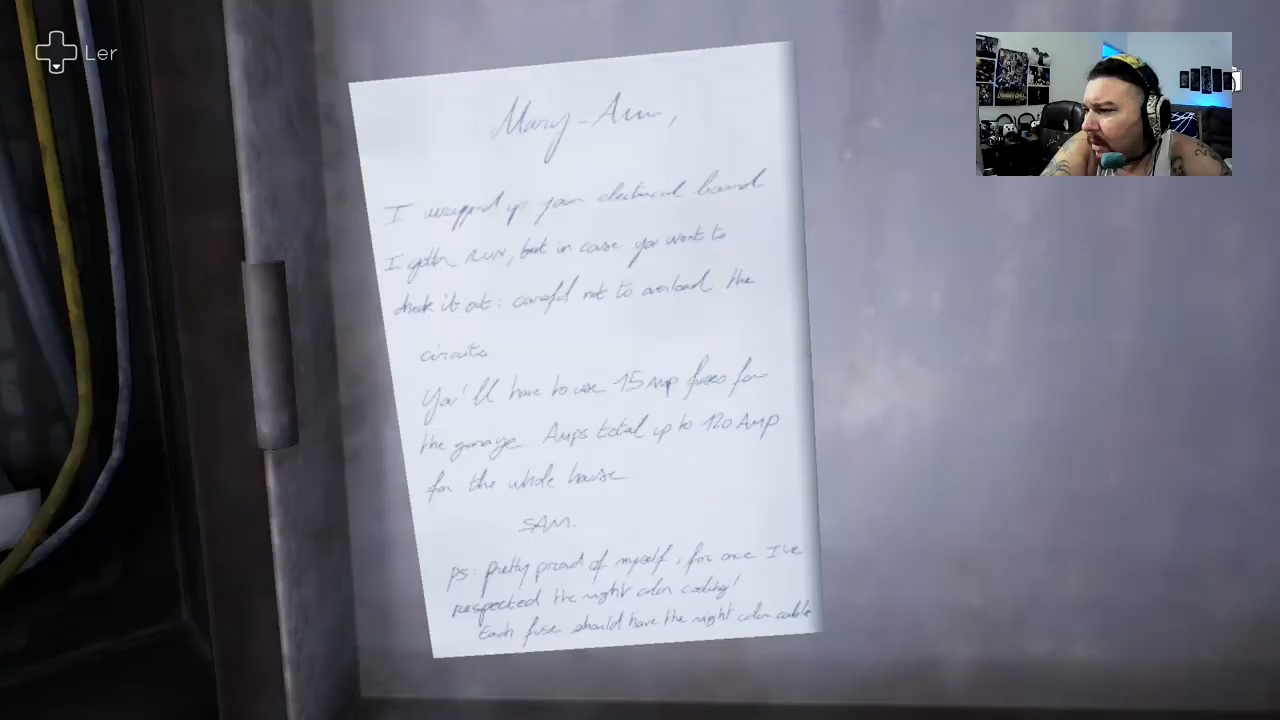 Ler
Mary-Ann,
I wrapped up your electrical board
I gotta run, but in case you want to
check it out: careful not to overload the
circuits
You'll have to use 15 Amp fuses for
the garage. Amps total up to 120 AMP
for the whole house
SAM.
PS: pretty proud of myself, for once I've
respected the right color coding!
Each fuse should have the right color cable